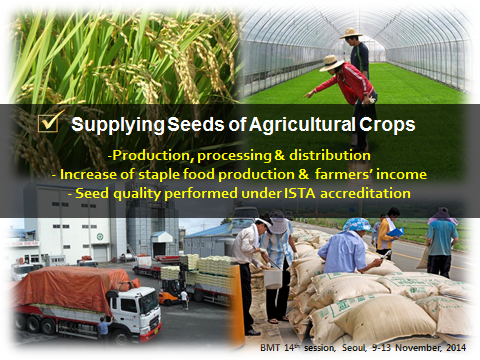 Supplying Seeds of Agricultural Crops
-Production, processing & distribution
- Increase of staple food production & farmers' income
- Seed quality performed under ISTA accreditation
BMT 14th session, Seoul, 9-13 November, 2014